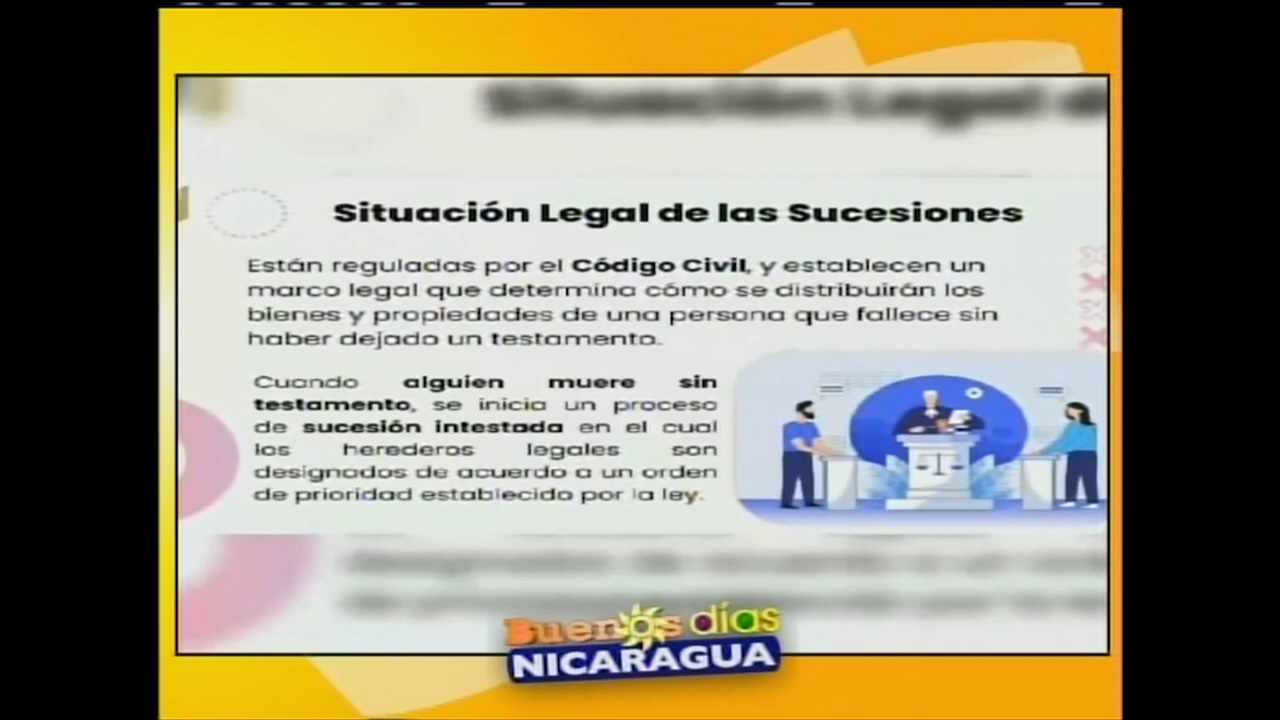 Situación Legal d
Situación Legal de las Sucesiones
Están reguladas por el Código Civil, y establecen un
marco legal que determina cómo se distribuirán los
bienes y propiedades de una persona que fallece sin
haber dejado un testamento.
Cuando alguien muere sin
testamento, se inicia un proceso
de sucesión intestada en el cual
los herederos legales son
designados de acuerdo a un orden
de prioridad establecido por la ley.
Buenos días
NICARAGUA